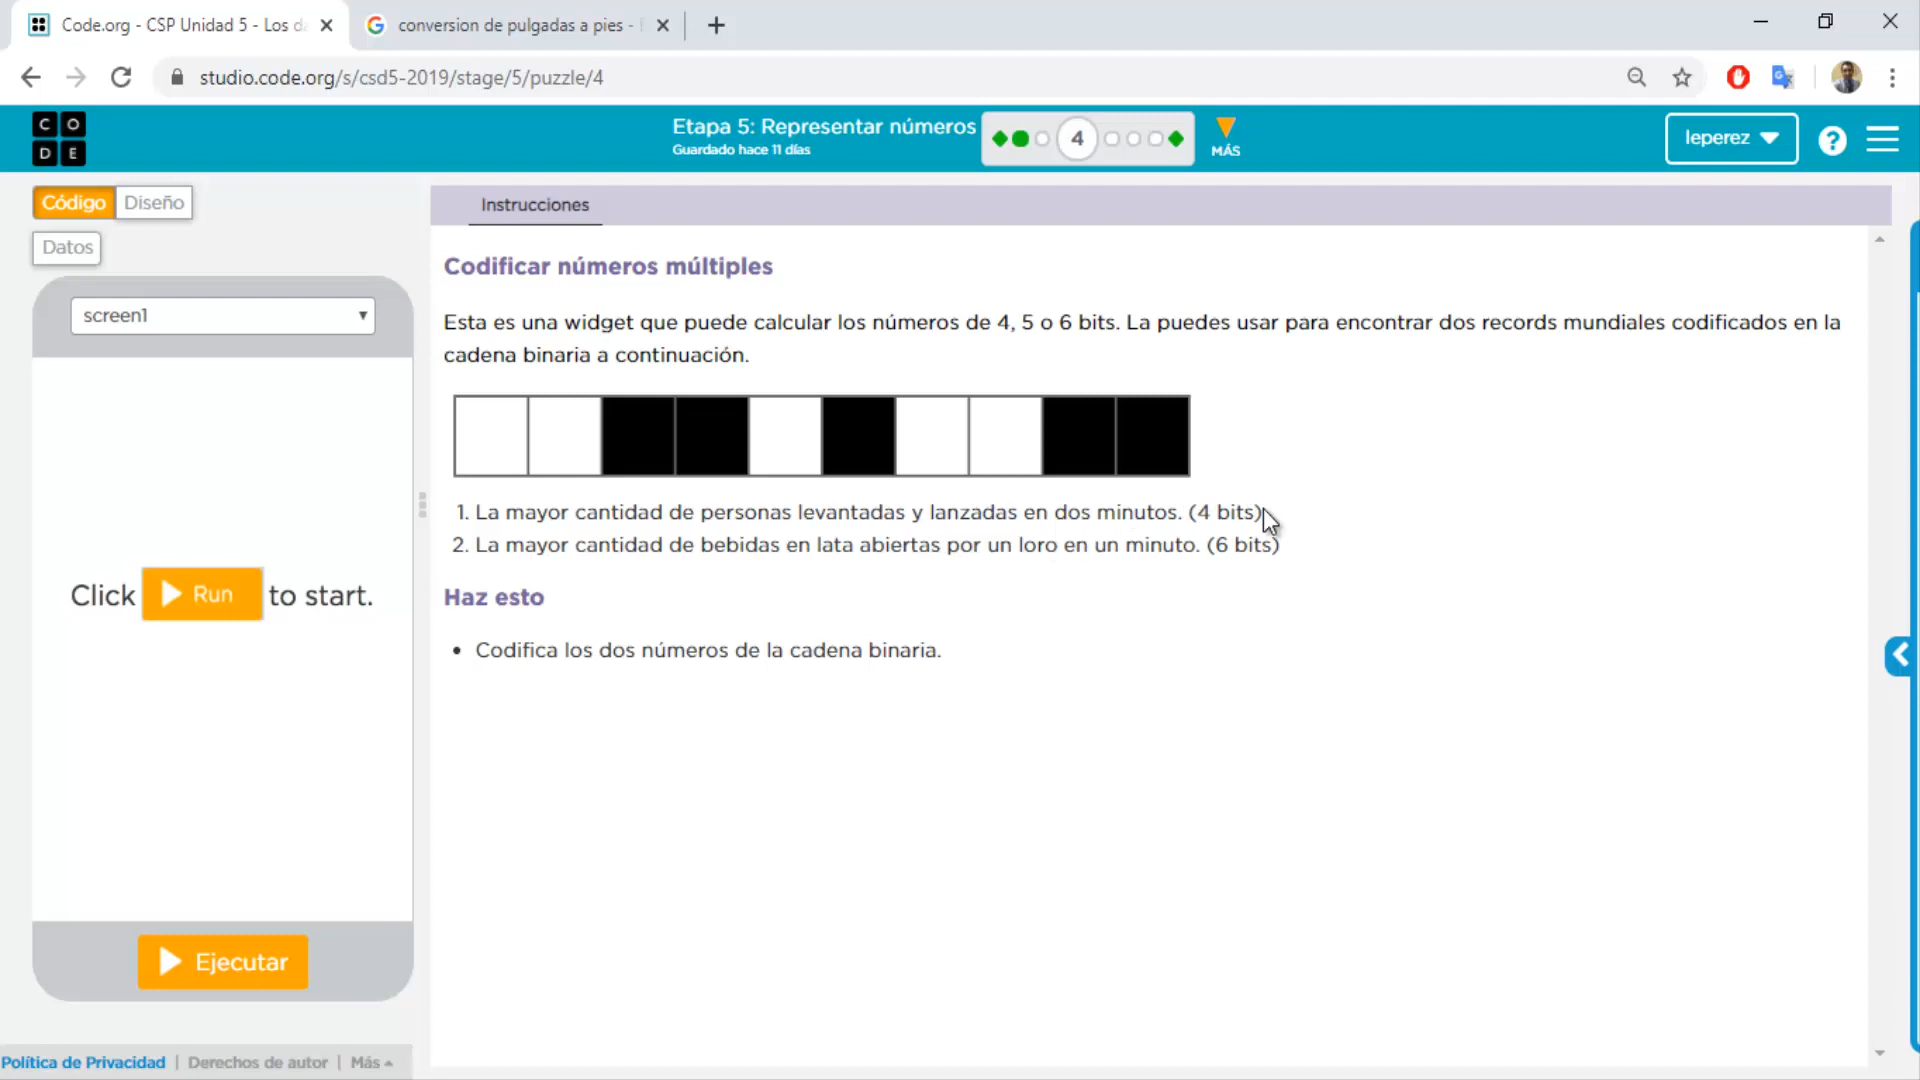 Code.org - CSP Unidad 5 - Los d
conversion de pulgadas a pies -
studio.code.org/s/csd5-2019/stage/5/puzzle/4
C O
D E
Etapa 5: Representar números
Guardado hace 11 días
4
MÁS
leperez
?
Código
Diseño
Datos
screen1
Click Run to start.
Ejecutar
Política de Privacidad | Derechos de autor | Más
Instrucciones
Codificar números múltiples
Esta es una widget que puede calcular los números de 4, 5 o 6 bits. La puedes usar para encontrar dos records mundiales codificados en la
cadena binaria a continuación.
1. La mayor cantidad de personas levantadas y lanzadas en dos minutos. (4 bits)
2. La mayor cantidad de bebidas en lata abiertas por un loro en un minuto. (6 bits)
Haz esto
• Codifica los dos números de la cadena binaria.